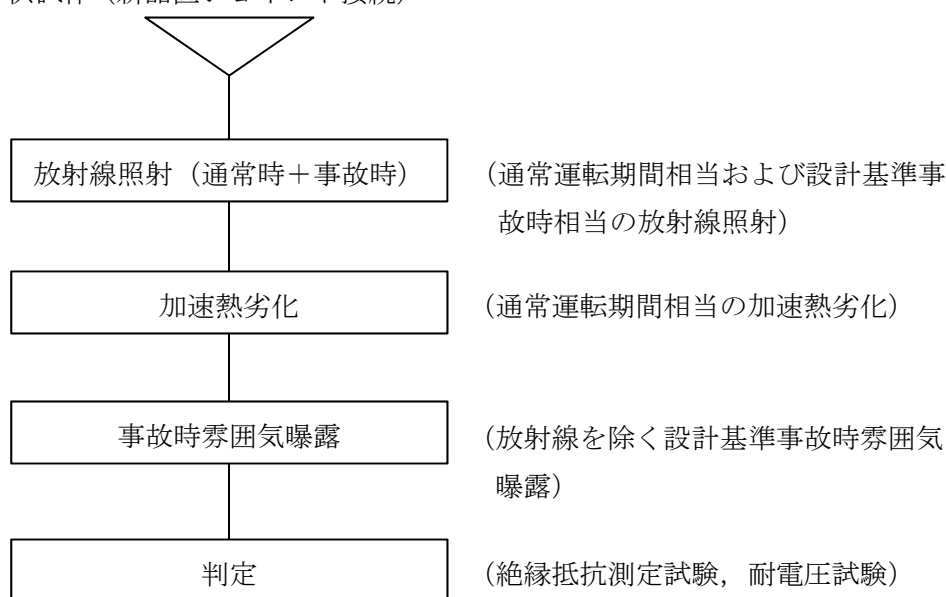 放射線照射（通常時＋事故時）
（通常運転期間相当および設計基準事
故時相当の放射線照射）
加速熱劣化
（通常運転期間相当の加速熱劣化）
事故時雰囲気曝露
（放射線を除く設計基準事故時雰囲気
曝露）
判定
（絶縁抵抗測定試験，耐電圧試験）